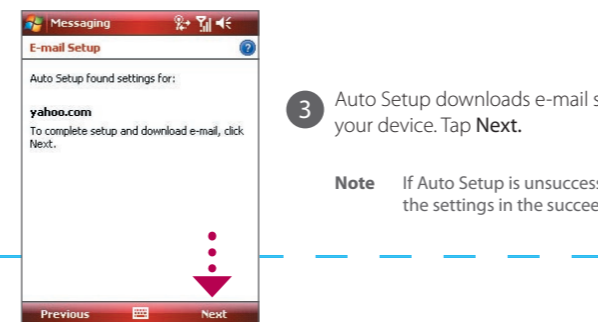 Messaging
E-mail Setup
?
Auto Setup found settings for:
yahoo.com
To complete setup and download e-mail, click
Next.
Previous
Next
3
Auto Setup downloads e-mail
your device. Tap Next.
Note If Auto Setup is
the settings in the